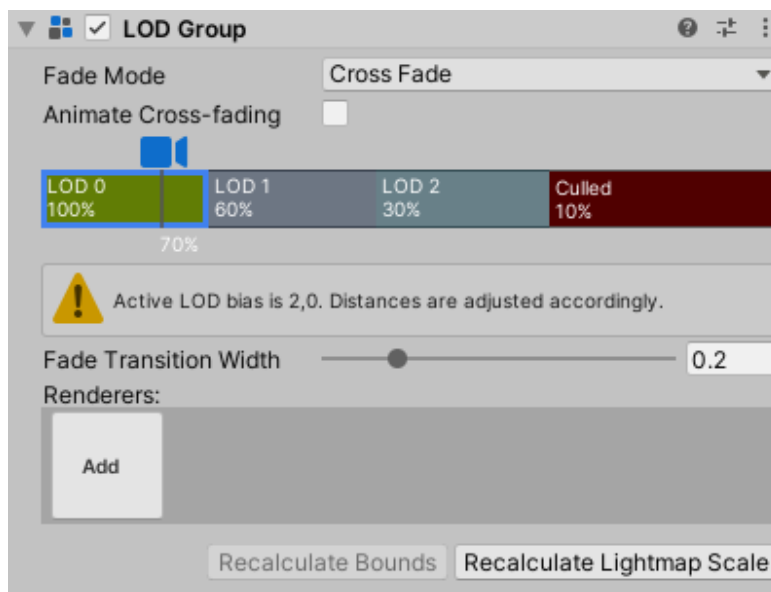 LOD Group
Fade Mode Cross Fade
Animate Cross-fading
LOD 0 LOD 1 LOD 2 Culled
100% 60% 30% 10%
70%
Active LOD bias is 2,0. Distances are adjusted accordingly.
Fade Transition Width 0.2
Renderers:
Add
Recalculate Bounds Recalculate Lightmap Scale